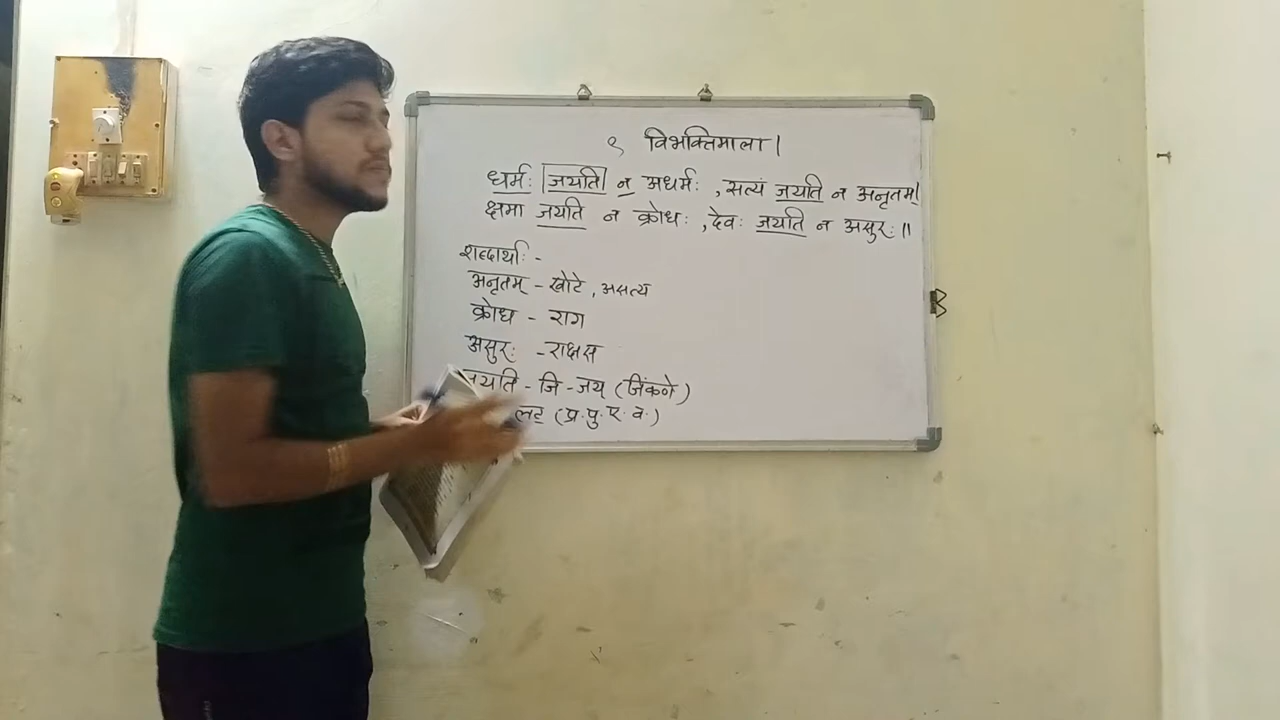 १ विभक्तिमाला।
धर्मः जयति न अधर्मः , सत्यं जयति न अनृतम्।
क्षमा जयति न क्रोधः , देवः जयति न असुरः॥
शब्दार्थाः -
अनृतम् - खोटे , असत्य
क्रोध - राग
असुरः - राक्षस
जयति - जि - जय् (जिंकणे)
लट् (प्र. पु. ए. व.)